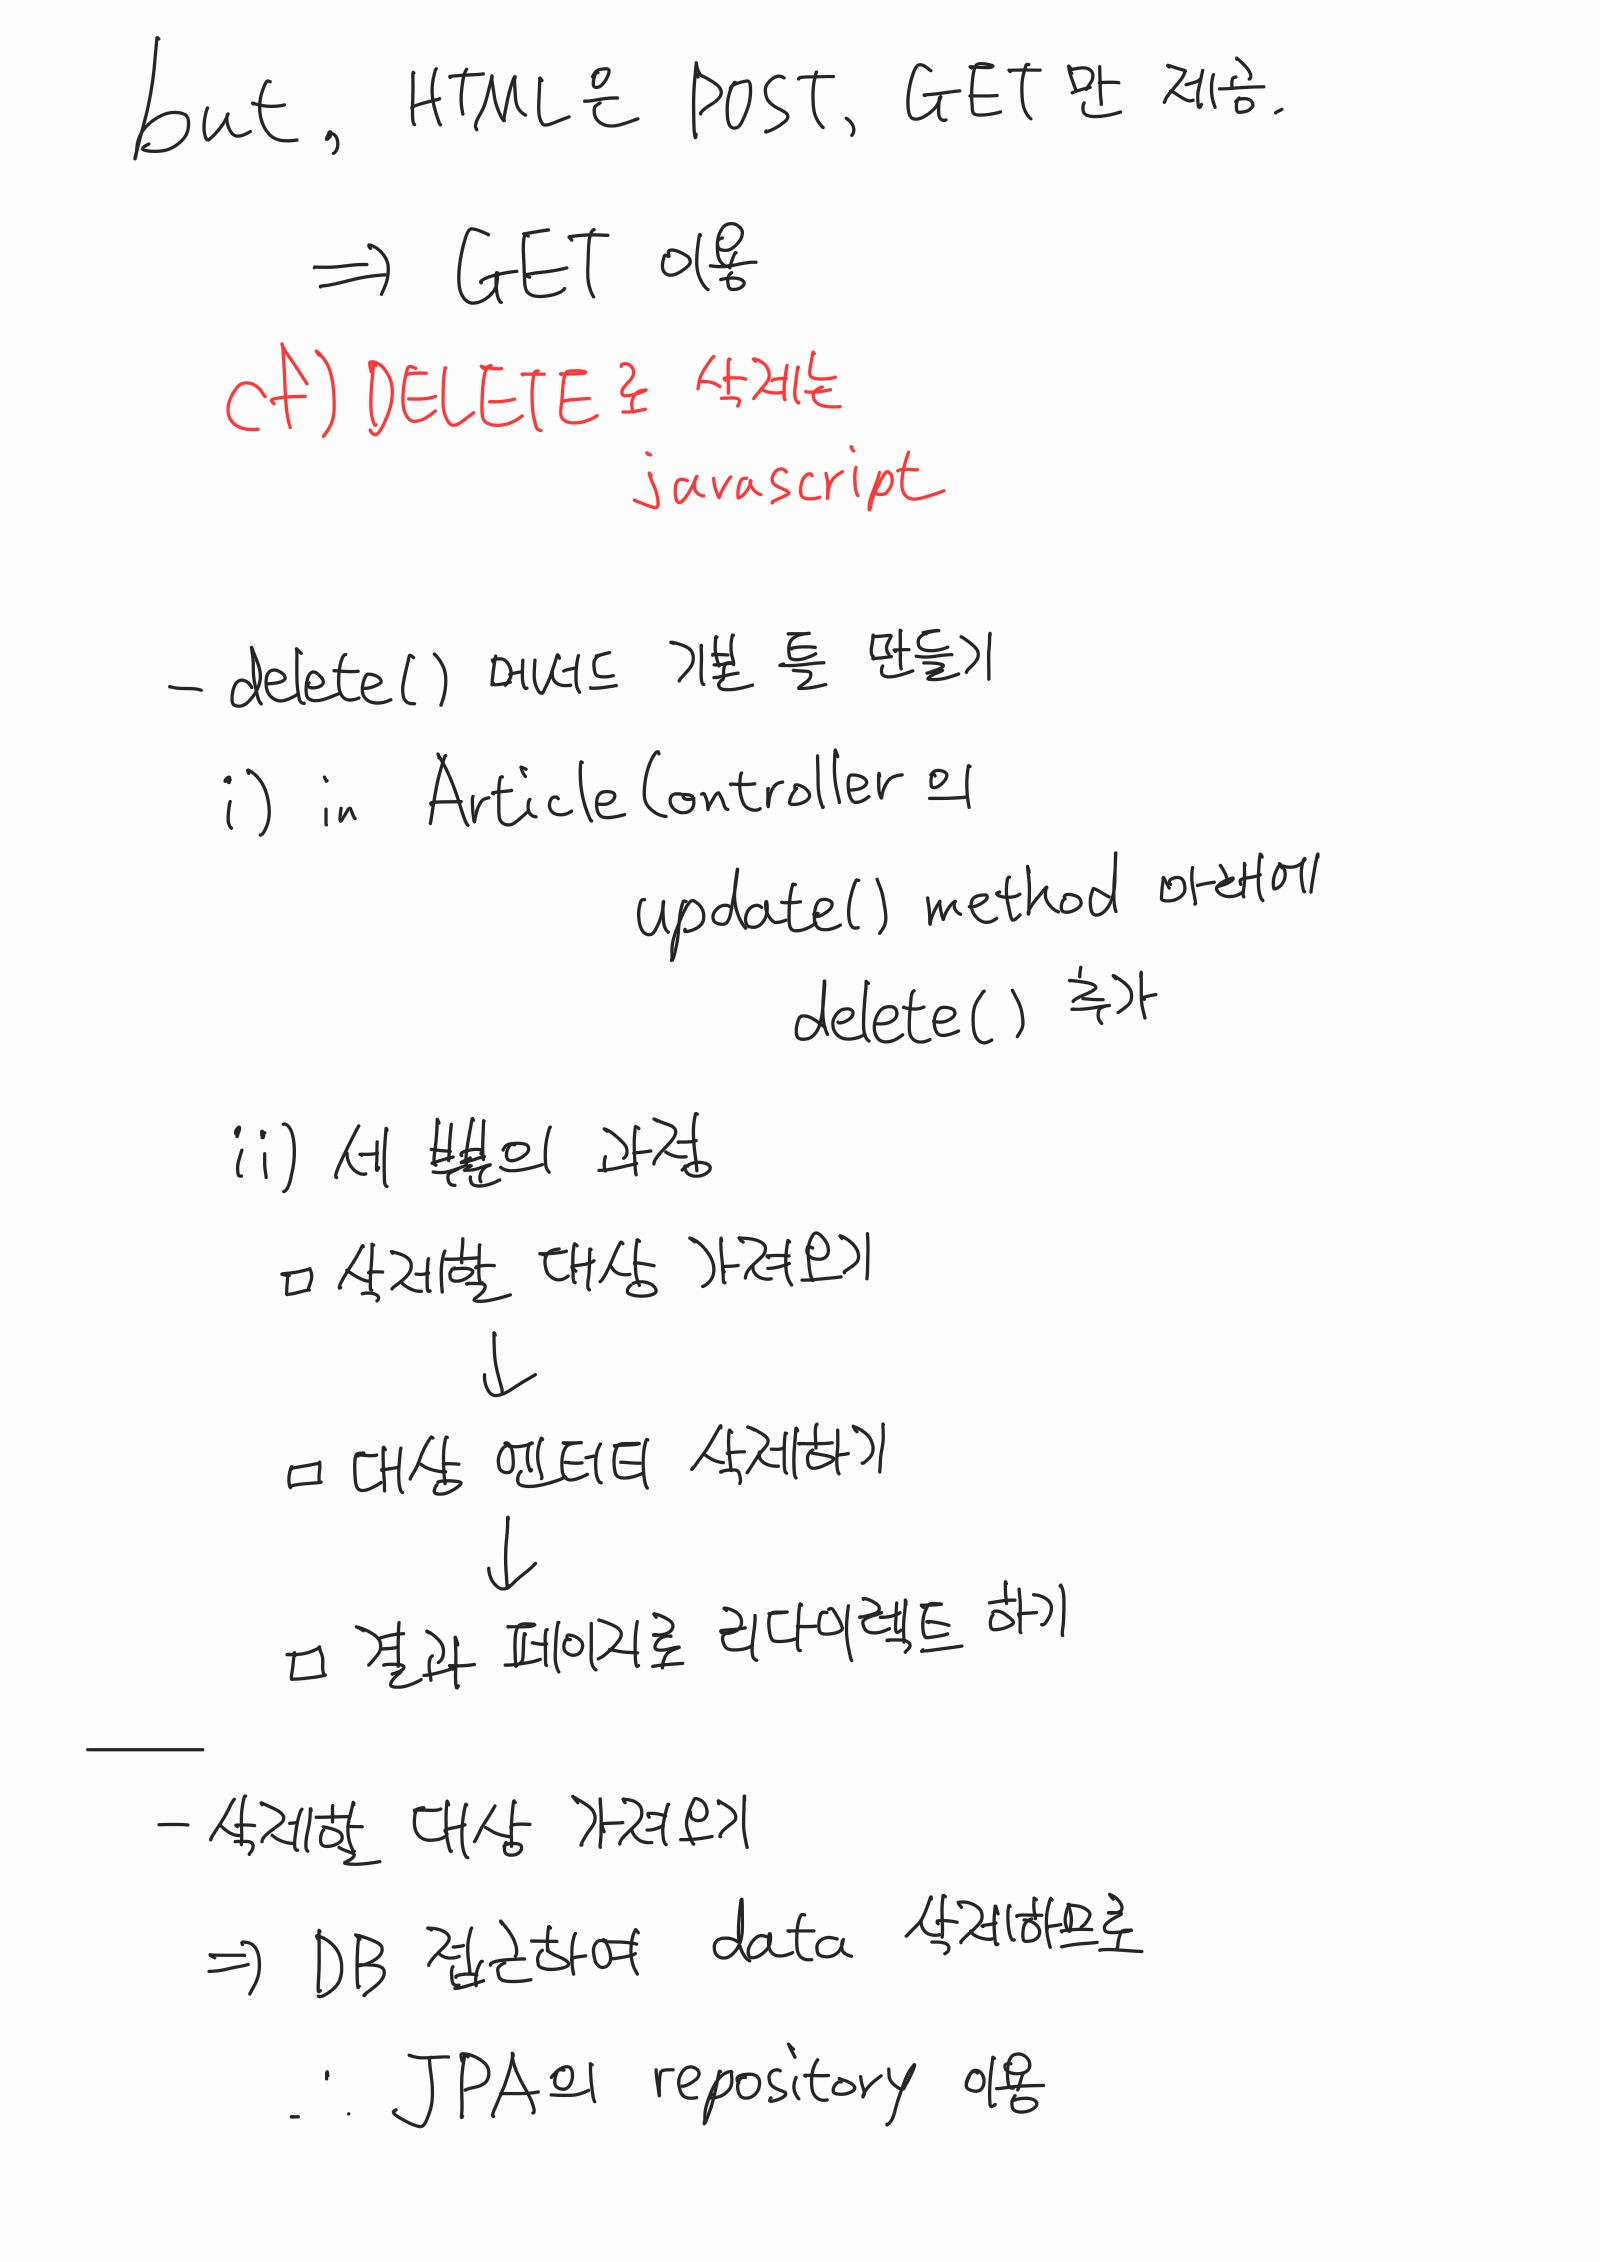 but, HTML은 POST, GET만 제공.
⇒ GET 이용
cf) DELETE로 삭제는
javascript
- delete() 메서드 기본 틀 만들기
i) in ArticleController의
update() method 아래에
delete() 추가
ii) 세 번의 과정
□ 삭제할 대상 가져오기
↓
□ 대상 엔터티 삭제하기
↓
□ 결과 페이지로 리다이렉트 하기
- 삭제할 대상 가져오기
⇒ DB 접근하여 data 삭제하므로
∴ JPA의 repository 이용